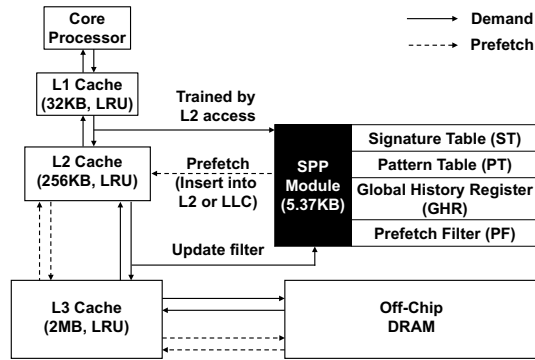 Core
Processor
Demand
Prefetch
L1 Cache
(32KB, LRU)
Trained by
L2 access
L2 Cache
(256KB, LRU)
Prefetch
(Insert into
L2 or LLC)
SPP
Module
(5.37KB)
Signature Table (ST)
Pattern Table (PT)
Global History Register
(GHR)
Prefetch Filter (PF)
Update filter
L3 Cache
(2MB, LRU)
Off-Chip
DRAM